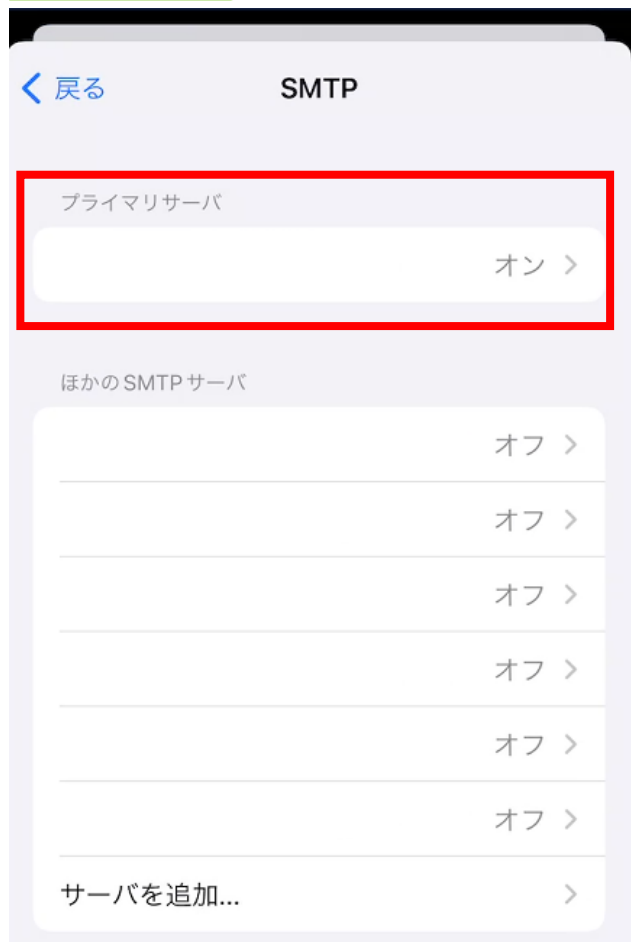 戻る
SMTP
プライマリサーバ
オン
ほかのSMTPサーバ
オフ
オフ
オフ
オフ
オフ
オフ
サーバを追加...